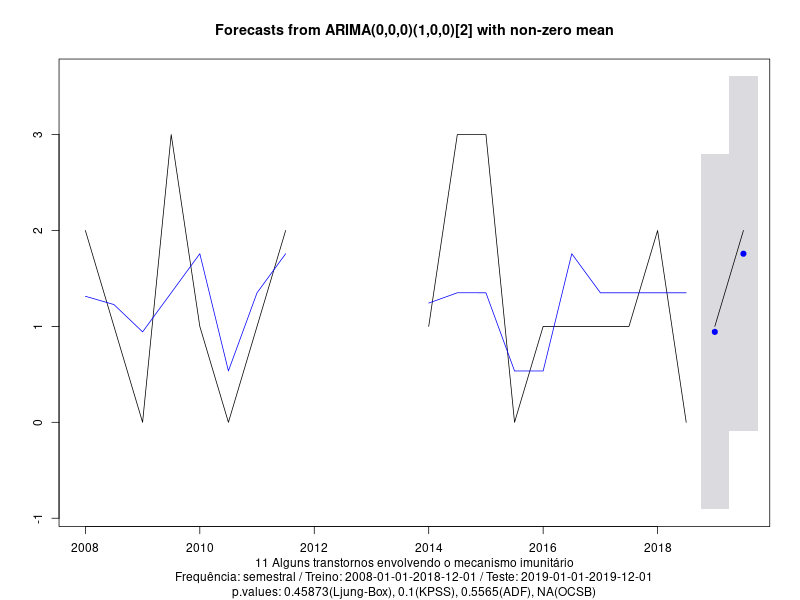 Forecasts from ARIMA(0,0,0)(1,0,0)[2] with non-zero mean
3
2
1
0
-1
2008 2010 2012 2014 2016 2018
11 Alguns transtornos envolvendo o mecanismo imunitário
Frequência: semestral / Treino: 2008-01-01-2018-12-01 / Teste: 2019-01-01-2019-12-01
p.values: 0.45873(Ljung-Box), 0.1(KPSS), 0.5565(ADF), NA(OCSB)